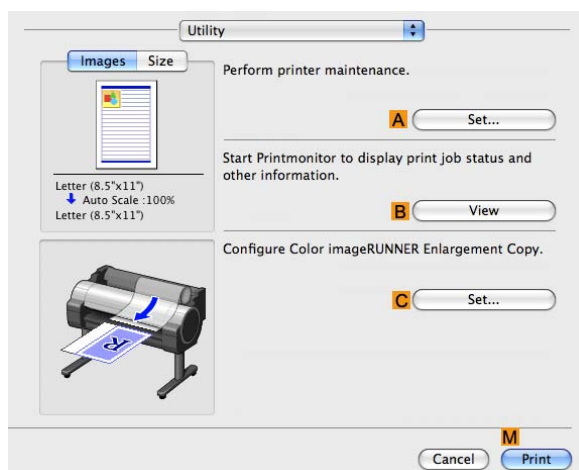 Utility
Images Size
Perform printer maintenance.
A Set...
Start Printmonitor to display print job status and
other information.
B View
Letter (8.5"x11")
Auto Scale :100%
Letter (8.5"x11")
Configure Color imageRUNNER Enlargement Copy.
C Set...
R
M
Cancel Print